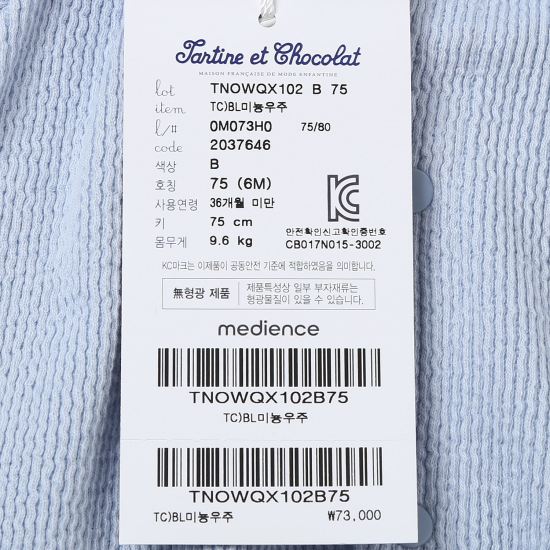 Tartine et Chocolat
MAISON FRANÇAISE DE MODE ENFANTINE
lot TNOWQX102 B 75
item TC)BL미뇽우주
l/# 0M073H0 75/80
code 2037646
색상 B
호칭 75 (6M)
사용연령 36개월 미만
키 75 cm
몸무게 9.6 kg
안전확인신고확인증번호
CB017N015-3002
KC마크는 이제품이 공동안전 기준에 적합하였음을 의미합니다.
無형광 제품
제품특성상 일부 부자재류는
형광물질이 있을 수 있습니다.
medience
TNOWQX102B75
TC)BL미뇽우주
TNOWQX102B75
TC)BL미뇽우주 ₩73,000